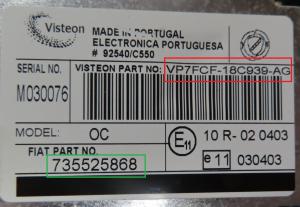 Visteon
MADE IN PORTUGAL
ELECTRONICA PORTUGUESA
# 92540/C550
SERIAL NO.
VISTEON PART NO: VP7FCF-18C939-AG
M030076
MODEL: OC
E11 10 R- 02 0403
FIAT PART NO.
735525868
e 11 030403